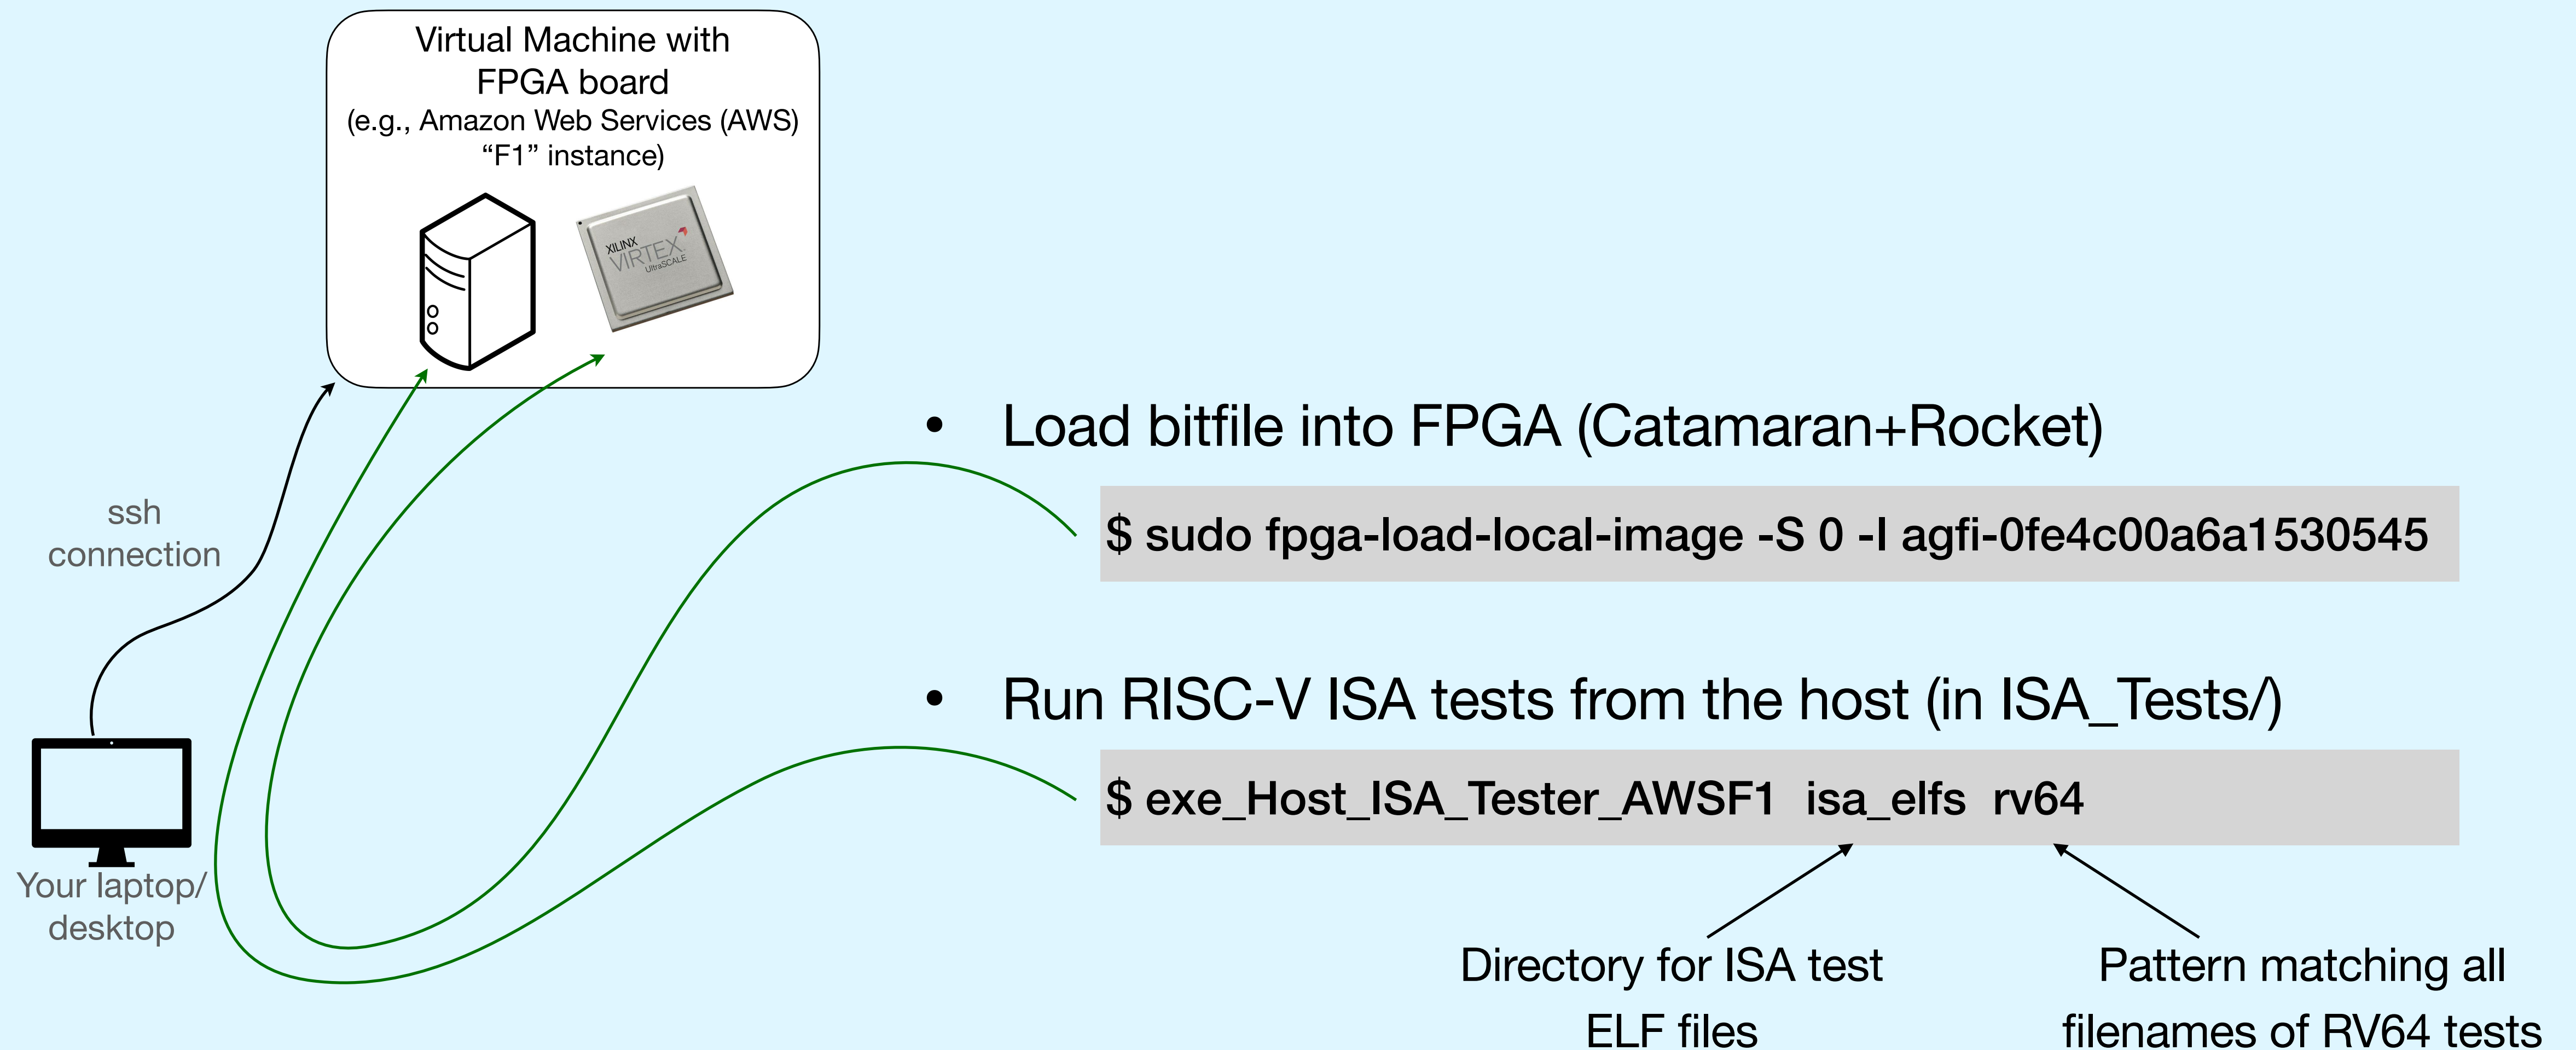 Virtual Machine with
FPGA board
(e.g., Amazon Web Services (AWS)
“F1” instance)
XILINX
VIRTEX
UltraSCALE
• Load bitfile into FPGA (Catamaran+Rocket)
$ sudo fpga-load-local-image -S 0 -I agfi-0fe4c00a6a1530545
ssh
connection
• Run RISC-V ISA tests from the host (in ISA_Tests/)
$ exe_Host_ISA_Tester_AWSF1 isa_elfs rv64
Your laptop/
desktop
Directory for ISA test
ELF files
Pattern matching all
filenames of RV64 tests